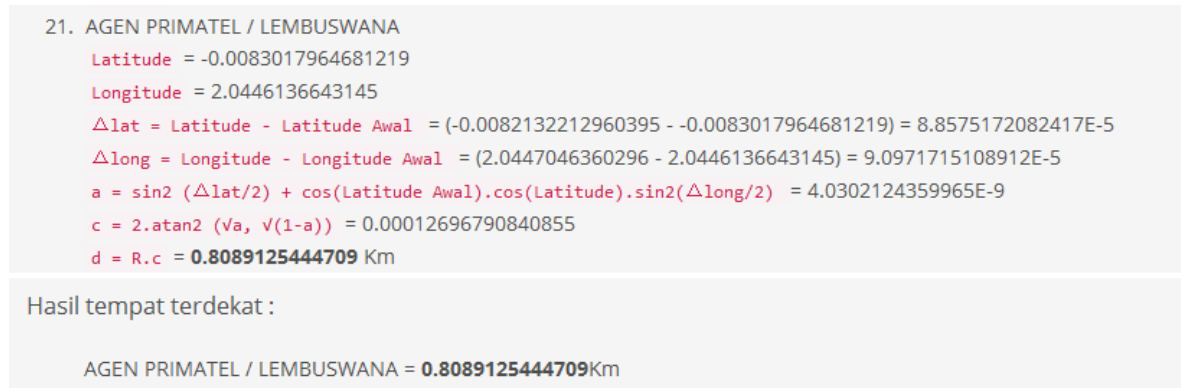 21. AGEN PRIMATEL / LEMBUSWANA
Latitude = -0.0083017964681219
Longitude = 2.0446136643145
△lat = Latitude - Latitude Awal = (-0.0082132212960395 - -0.0083017964681219) = 8.8575172082417E-5
△long = Longitude - Longitude Awal = (2.0447046360296 - 2.0446136643145) = 9.0971715108912E-5
a = sin2 (△lat/2) + cos(Latitude Awal).cos(Latitude).sin2(△long/2) = 4.0302124359965E-9
c = 2.atan2 (√a, √(1-a)) = 0.00012696790840855
d = R.c = 0.8089125444709 Km
Hasil tempat terdekat :
AGEN PRIMATEL / LEMBUSWANA = 0.8089125444709Km